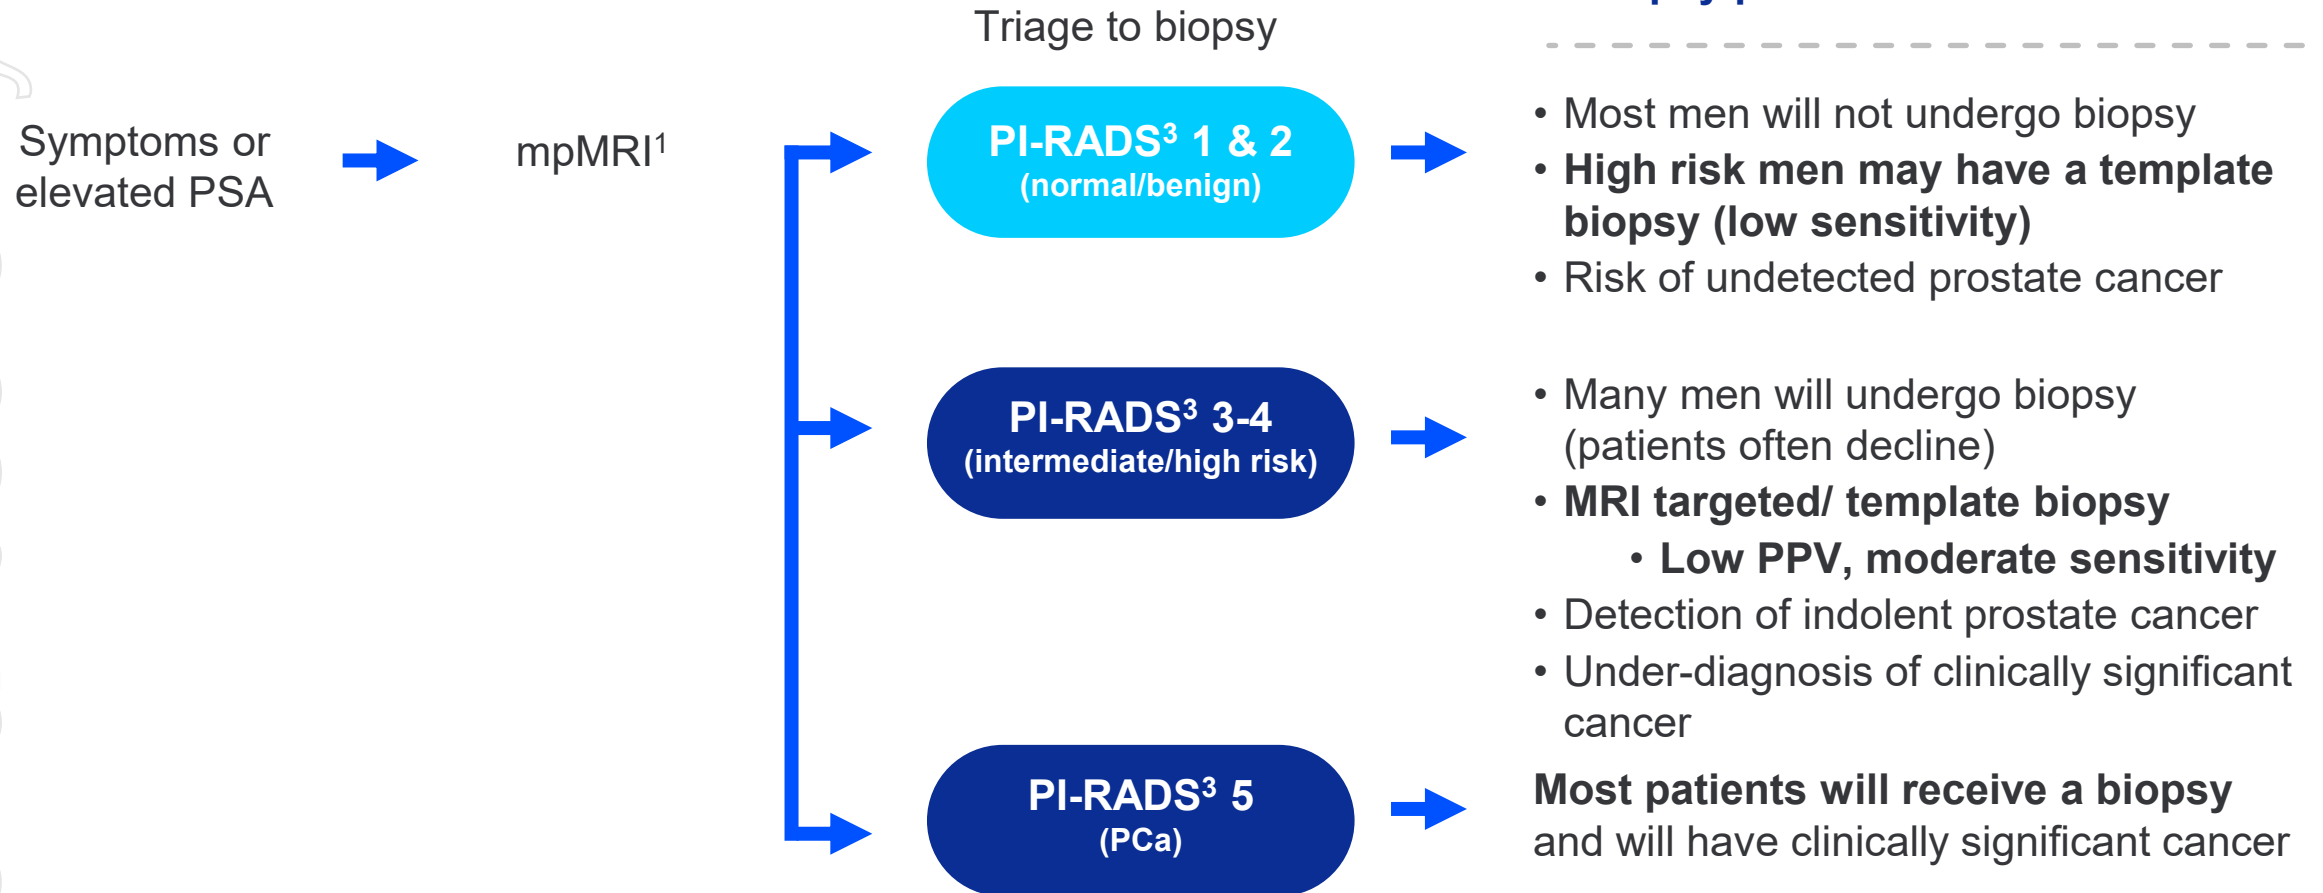 Triage to biopsy
Symptoms or
elevated PSA
mpMRI¹
PI-RADS³ 1 & 2
(normal/benign)
• Most men will not undergo biopsy
• High risk men may have a template
biopsy (low sensitivity)
• Risk of undetected prostate cancer
PI-RADS³ 3-4
(intermediate/high risk)
• Many men will undergo biopsy
(patients often decline)
• MRI targeted/ template biopsy
• Low PPV, moderate sensitivity
• Detection of indolent prostate cancer
• Under-diagnosis of clinically significant
cancer
PI-RADS³ 5
(PCa)
Most patients will receive a biopsy
and will have clinically significant cancer